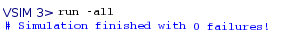 VSIM 3> run -all
# Simulation finished with 0 failures!